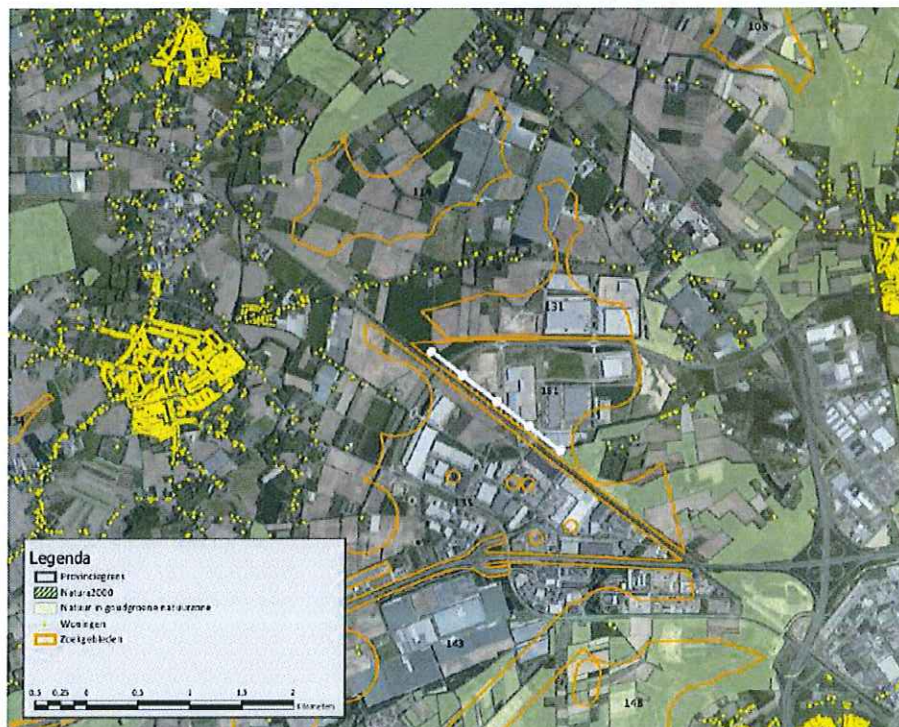 108
131
131
143
148
Legenda
Provinciegrens
Natura2000
Natuur in goudgroene natuurzone
Woningen
Zoekgebieden
0,5 0,25 0 0,5 1 1,5 2
Kilometers